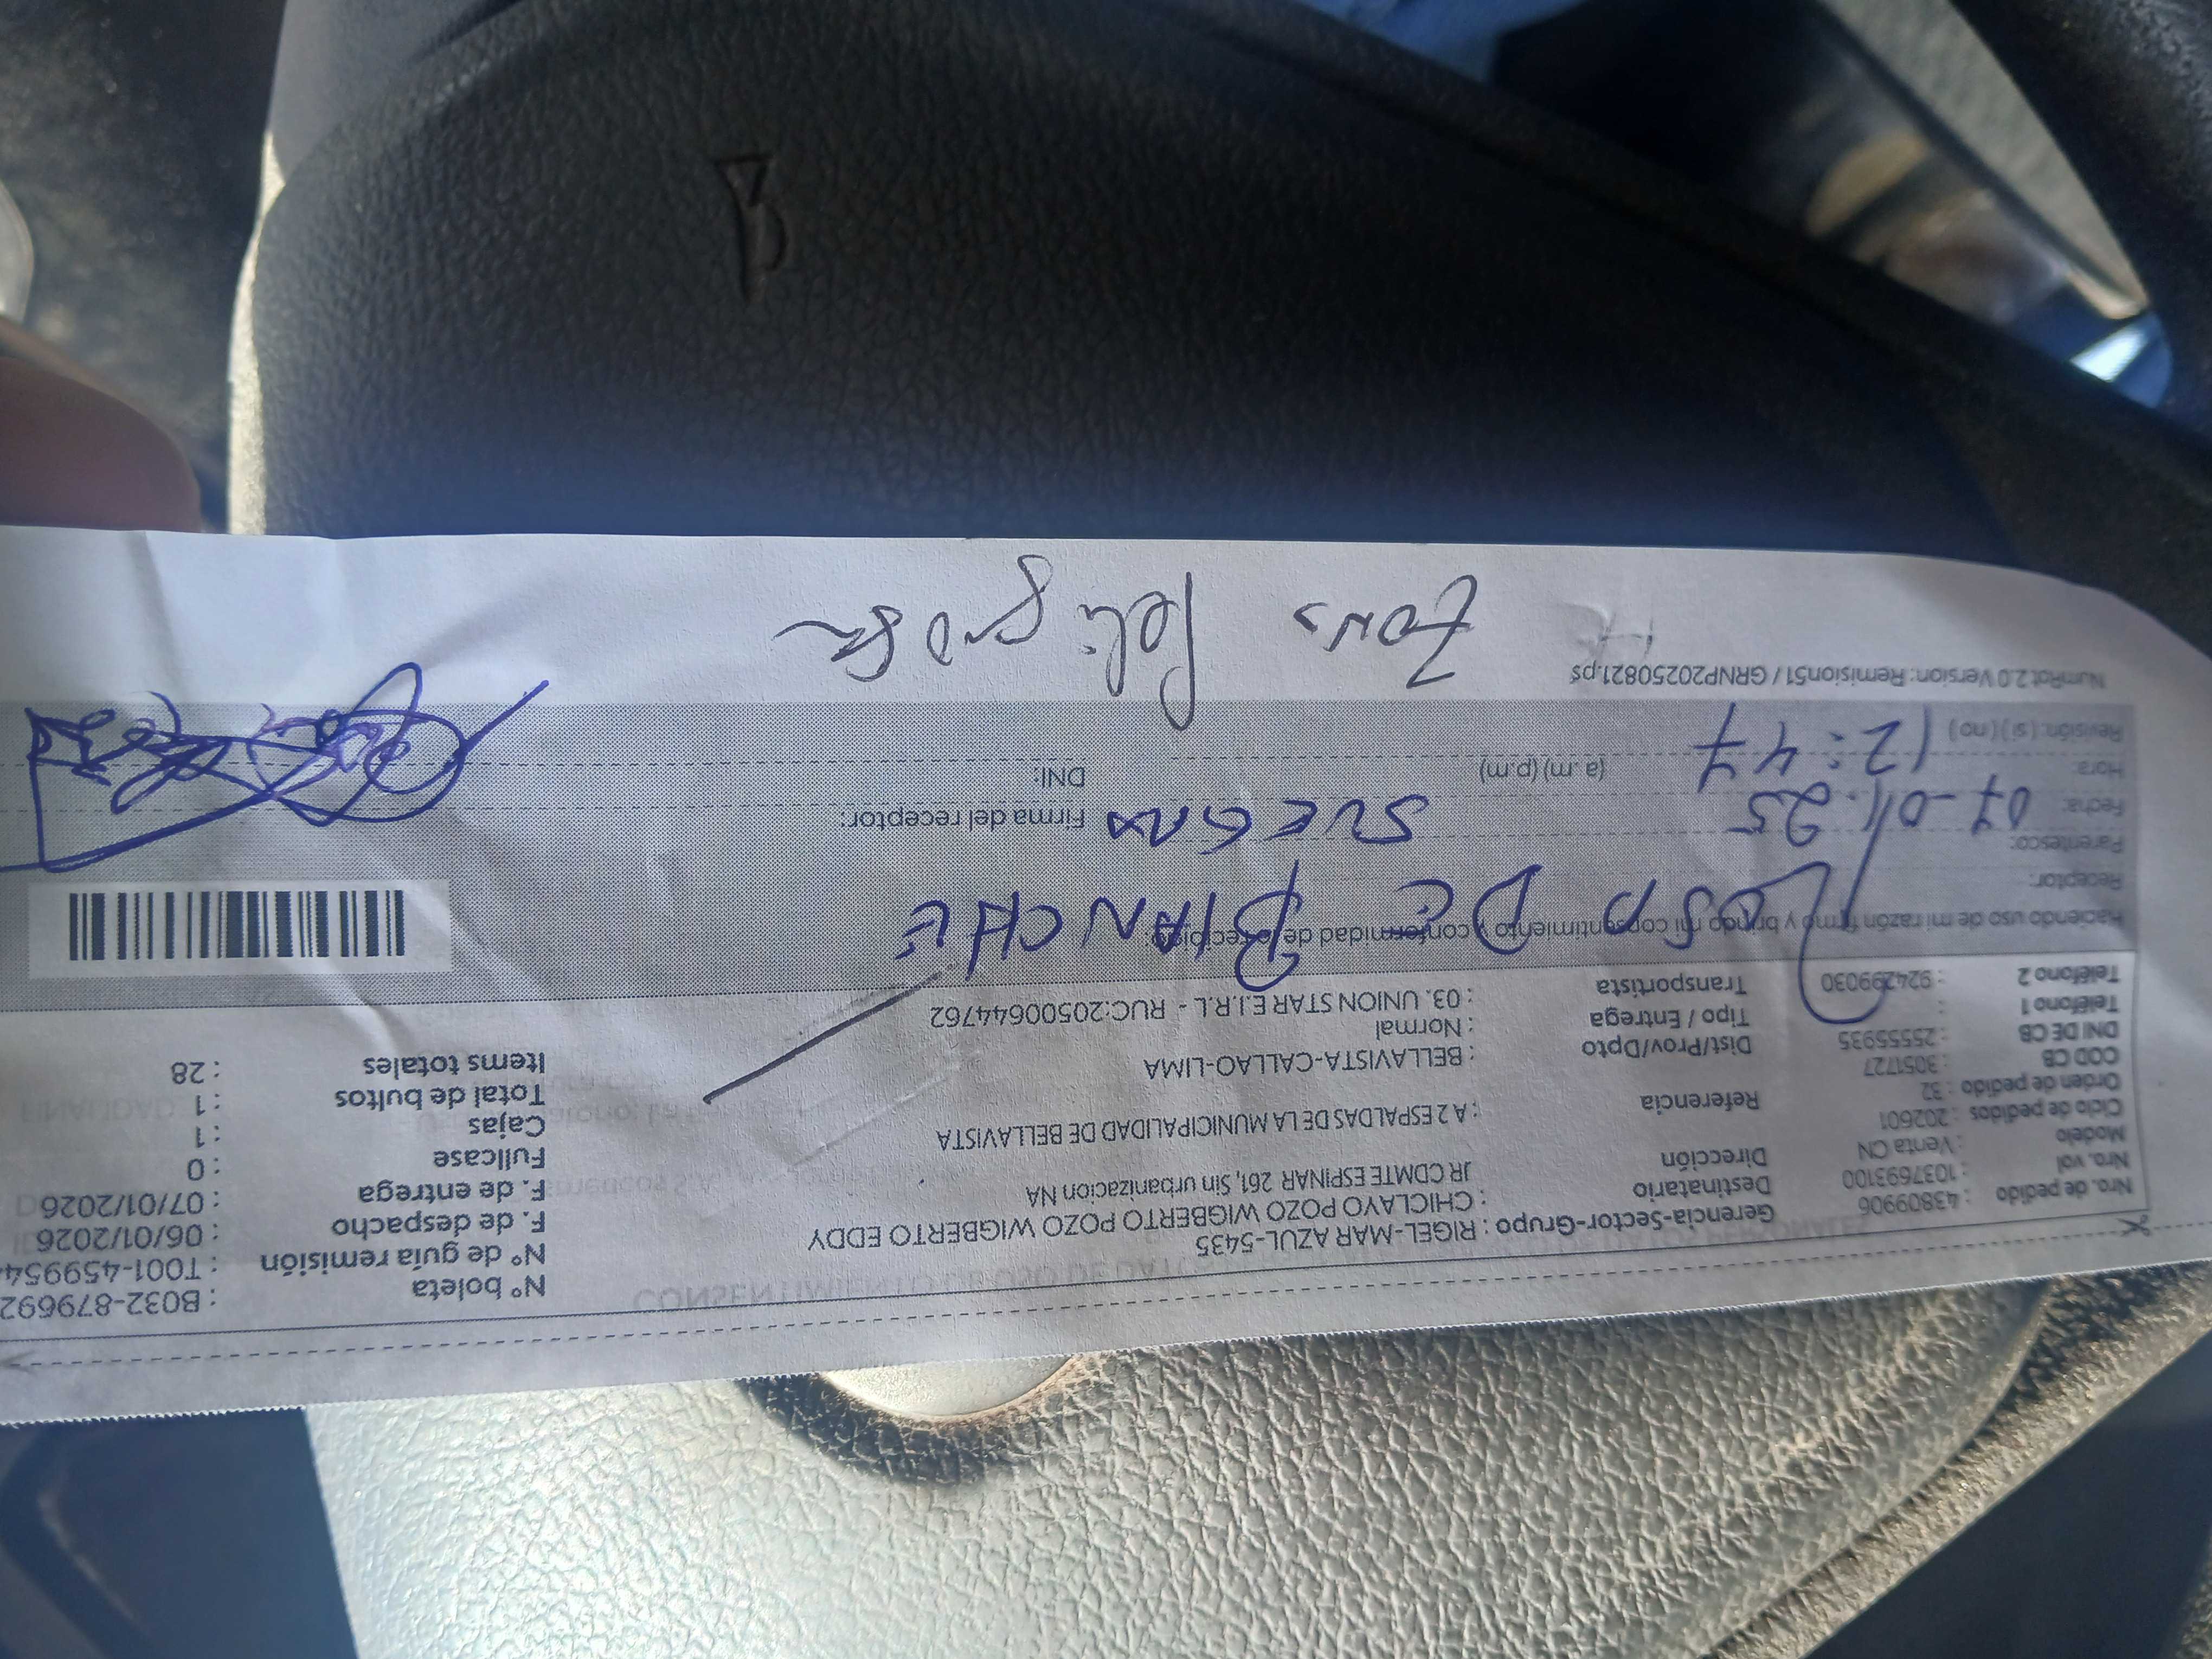 Nº boleta : B032-879692
Nº de guía remisión : T001-459954
F. de despacho : 06/01/2026
F. de entrega : 07/01/2026
Fullcase : 0
Cajas : 1
Total de bultos : 1
Items totales : 28
Gerencia-Sector-Grupo : RIGEL-MAR AZUL-5435
Destinatario : CHICLAYO POZO WIGBERTO POZO WIGBERTO EDDY
Dirección JR CDMTE ESPINAR 261, Sin urbanizacion NA
Referencia : A 2 ESPALDAS DE LA MUNICIPALIDAD DE BELLAVISTA
Dist/Prov/Dpto : BELLAVISTA-CALLAO-LIMA
Tipo / Entrega : Normal
Transportista : 03. UNION STAR E.I.R.L - RUC:20500644762
Nro. de pedido : 43809906
Nro. vol : 1037693100
Modelo : Venta CN
Ciclo de pedidos : 202601
Orden de pedido : 32
COD CB : 3051727
DNI DE CB : 25555935
Teléfono 1 :
Teléfono 2 : 924299030
Haciendo uso de mi razón firmo y brindo mi consentimiento y conformidad de
Receptor: ROSA DE BIANCHE
Parentesco: SUEGRA
Fecha: 07-01-25
Hora: 12:47 (a.m) (p.m)
Revisión: (si) (no)
Firma del receptor:
DNI:
NumRot 2.0 Version: Remision51 / GRNP20250821.ps
Zona Peligrosa